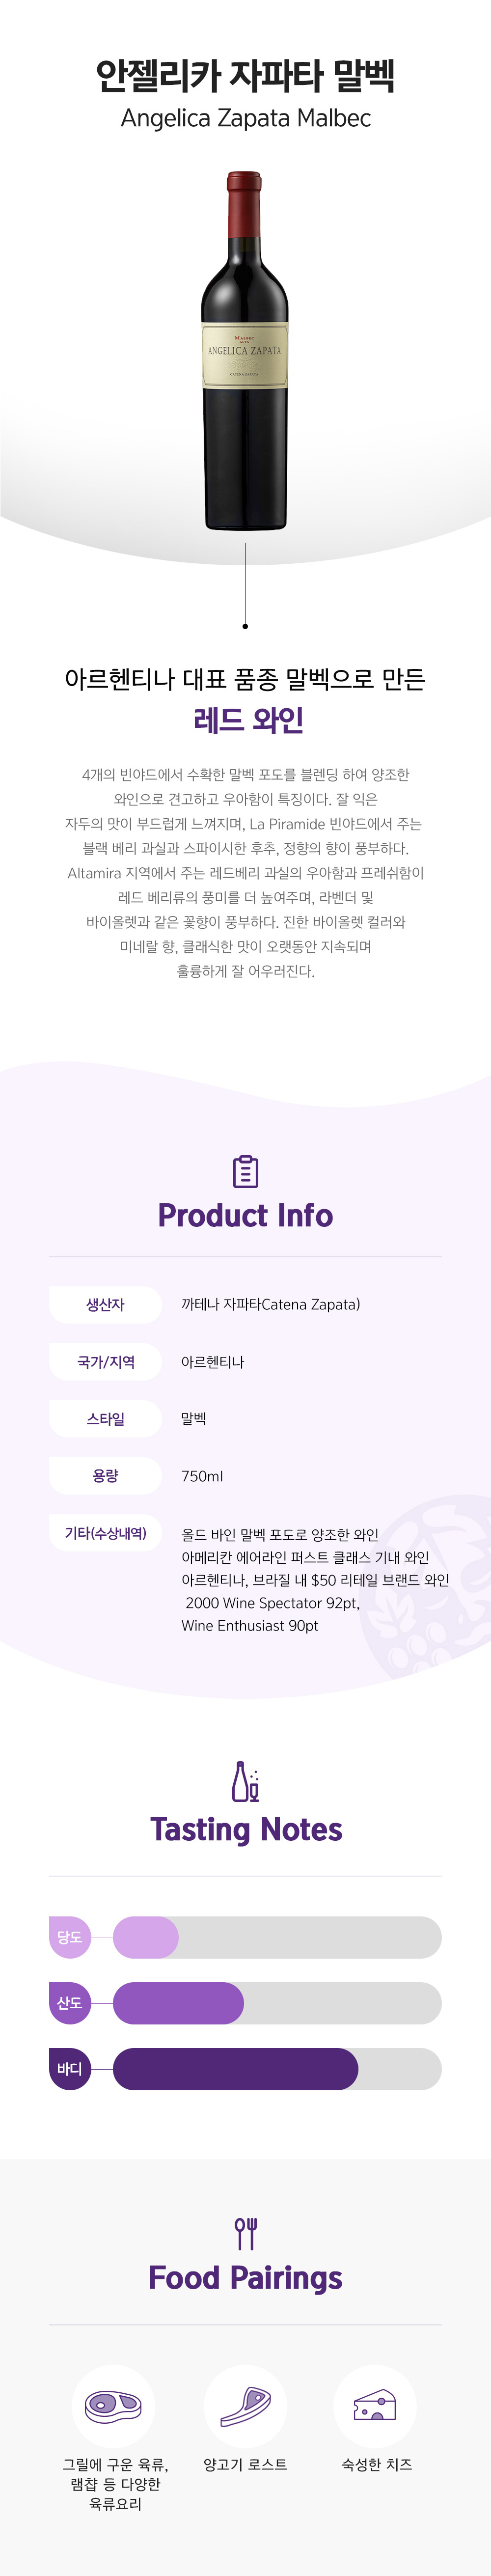 안젤리카 자파타 말벡
Angelica Zapata Malbec
MALBEC
ALTA
ANGELICA ZAPATA
CATENA ZAPATA
아르헨티나 대표 품종 말벡으로 만든
레드 와인
4개의 빈야드에서 수확한 말벡 포도를 블렌딩 하여 양조한
와인으로 견고하고 우아함이 특징이다. 잘 익은
자두의 맛이 부드럽게 느껴지며, La Piramide 빈야드에서 주는
블랙 베리 과실과 스파이시한 후추, 정향의 향이 풍부하다.
Altamira 지역에서 주는 레드베리 과실의 우아함과 프레쉬함이
레드 베리류의 풍미를 더 높여주며, 라벤더 및
바이올렛과 같은 꽃향이 풍부하다. 진한 바이올렛 컬러와
미네랄 향, 클래식한 맛이 오랫동안 지속되며
훌륭하게 잘 어우러진다.
Product Info
생산자 까테나 자파타Catena Zapata)
국가/지역 아르헨티나
스타일 말벡
용량 750ml
기타(수상내역) 올드 바인 말벡 포도로 양조한 와인
아메리칸 에어라인 퍼스트 클래스 기내 와인
아르헨티나, 브라질 내 $50 리테일 브랜드 와인
2000 Wine Spectator 92pt,
Wine Enthusiast 90pt
Tasting Notes
당도
산도
바디
Food Pairings
그릴에 구운 육류,
램찹 등 다양한
육류요리
양고기 로스트
숙성한 치즈